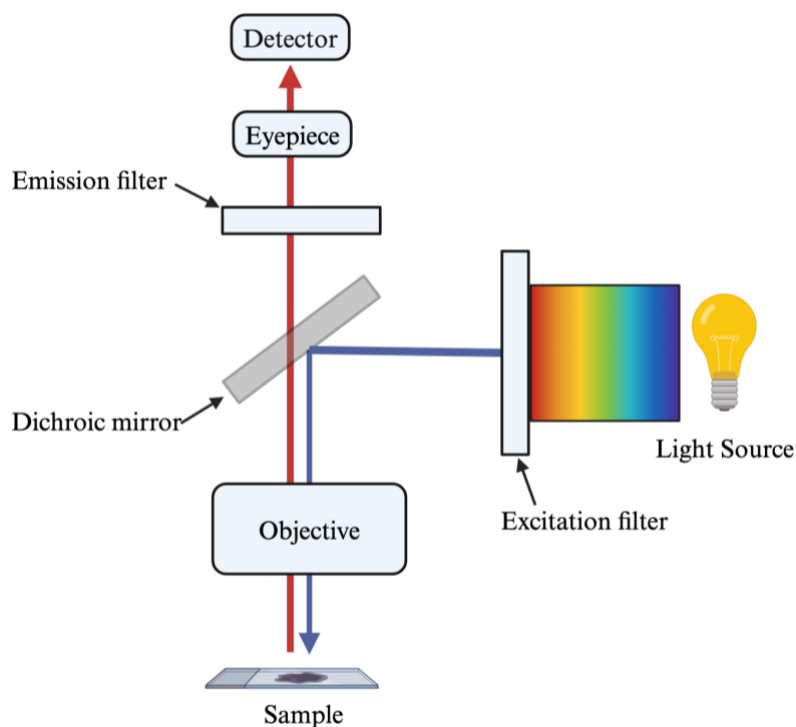 Detector
Eyepiece
Emission filter
Dichroic mirror
Light Source
Excitation filter
Objective
Sample